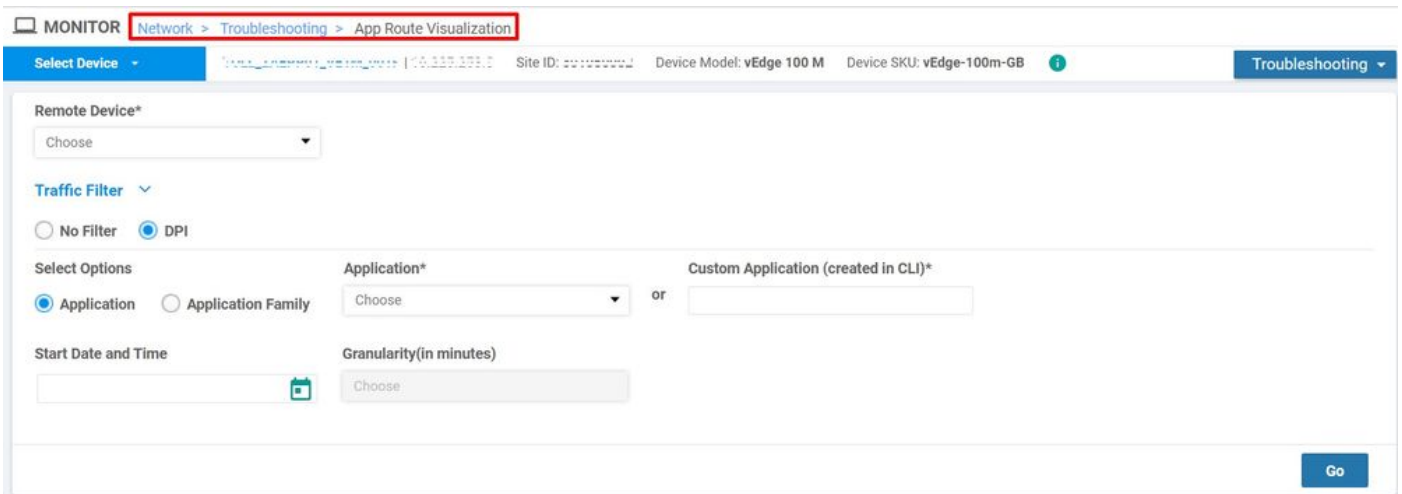 MONITOR Network > Troubleshooting > App Route Visualization
Select Device Site ID: Device Model: vEdge 100 M Device SKU: vEdge-100m-GB Troubleshooting
Remote Device*
Choose
Traffic Filter
No Filter DPI
Select Options Application* Custom Application (created in CLI)*
Application Application Family Choose or
Start Date and Time Granularity(in minutes)
Choose
Go